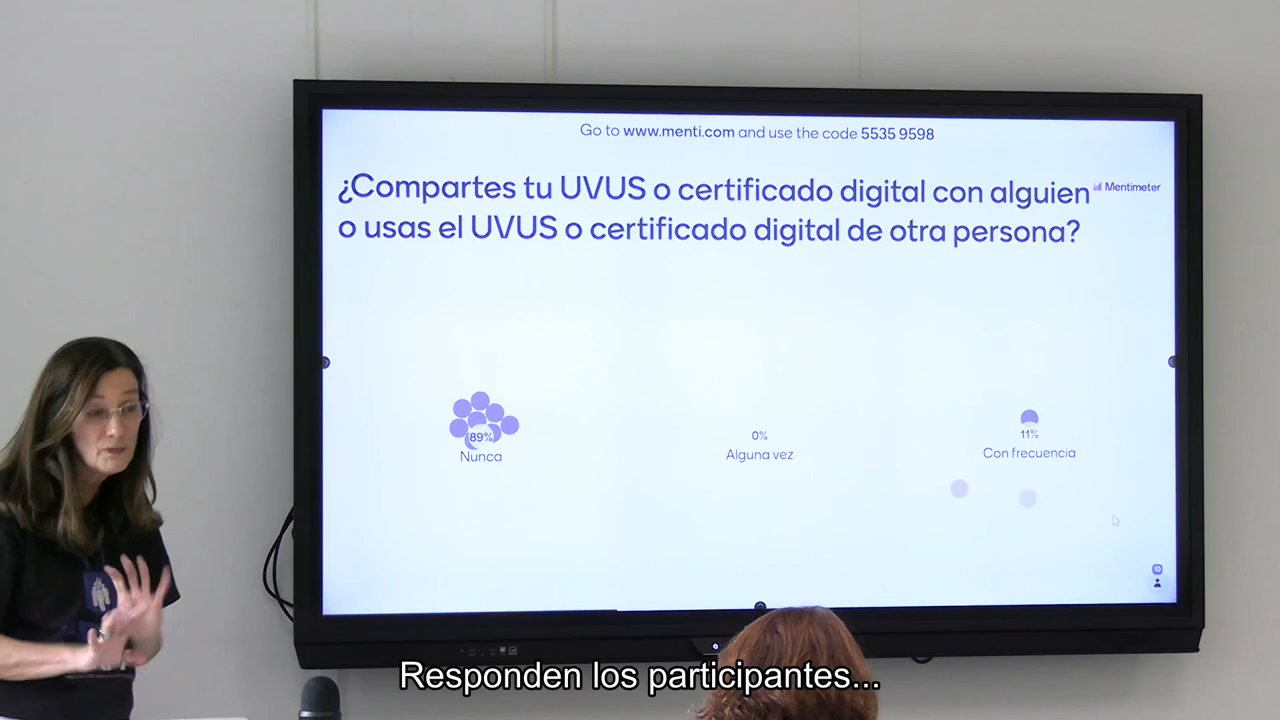 Go to www.menti.com and use the code 5535 9598
¿Compartes tu UVUS o certificado digital con alguien
o usas el UVUS o certificado digital de otra persona?
Mentimeter
89%
Nunca
0%
Alguna vez
11%
Con frecuencia
10
Responden los participantes...